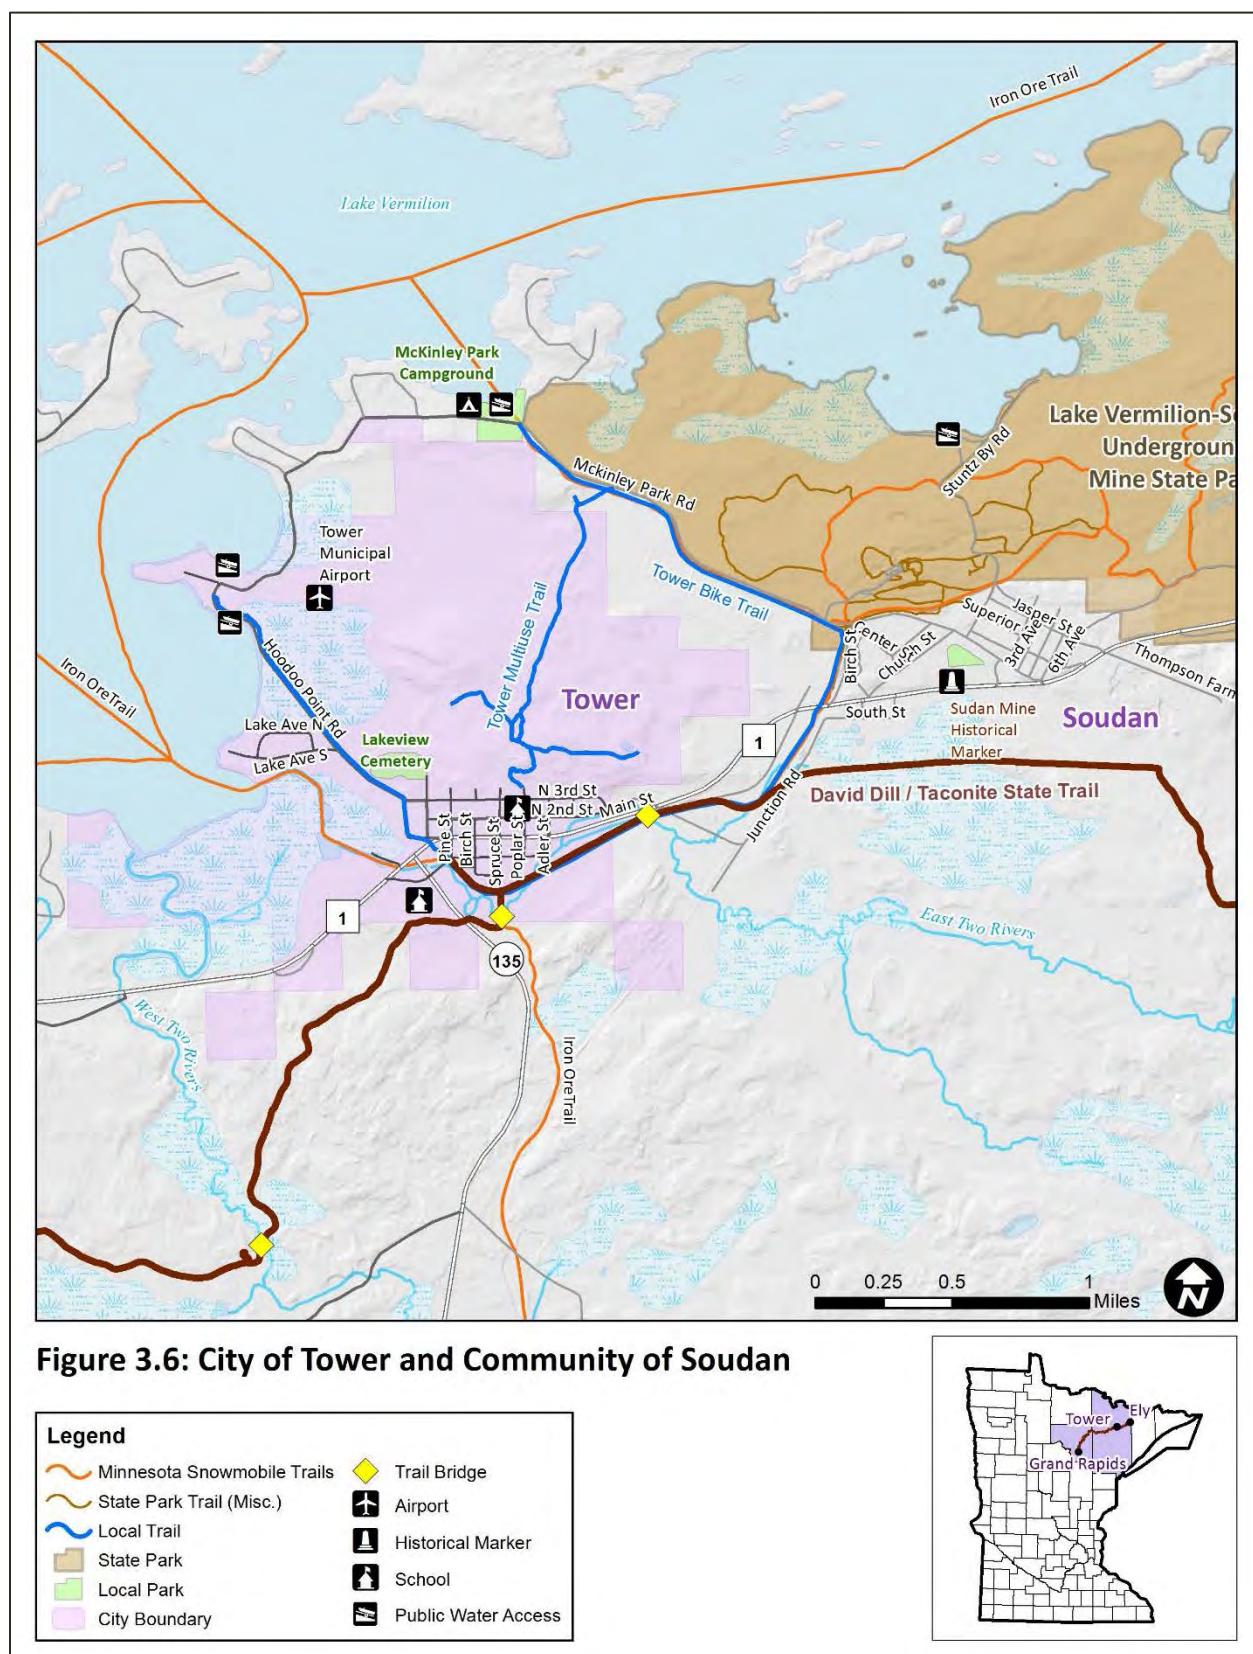 Iron Ore Trail
Lake Vermilion
McKinley Park
Campground
Lake Vermilion-S
Undergroun
Mine State Pa
Stuntz By Rd
Mckinley Park Rd
Tower
Municipal
Airport
Tower Bike Trail
Tower Multiuse Trail
Hoodoo Point Rd
Iron Ore Trail
Superior
Jasper St
Center St
Church St
3rd Ave
6th Ave
Birch St
Thompson Farm
Tower
South St
Sudan Mine
Historical
Marker
Soudan
Lake Ave N
Lake Ave S
Lakeview
Cemetery
1
N 3rd St
N 2nd St
Main St
Junction Rd
David Dill / Taconite State Trail
Pine St
Birch St
Spruce St
Poplar St
Adler St
1
135
East Two Rivers
West Two Rivers
Iron Ore Trail
0 0.25 0.5 1
Miles
N
Figure 3.6: City of Tower and Community of Soudan
Legend
Minnesota Snowmobile Trails
State Park Trail (Misc.)
Local Trail
State Park
Local Park
City Boundary
Trail Bridge
Airport
Historical Marker
School
Public Water Access
Ely
Tower
Grand Rapids